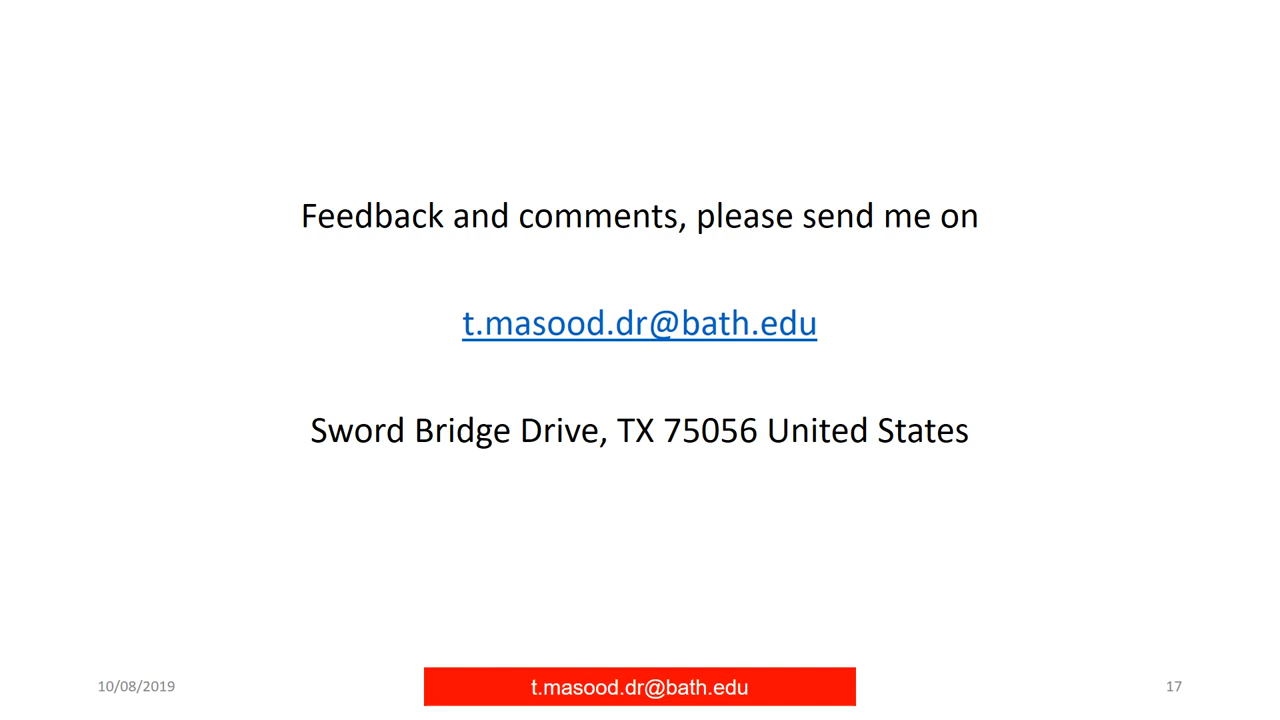 Feedback and comments, please send me on
t.masood.dr@bath.edu
Sword Bridge Drive, TX 75056 United States
10/08/2019
t.masood.dr@bath.edu
17